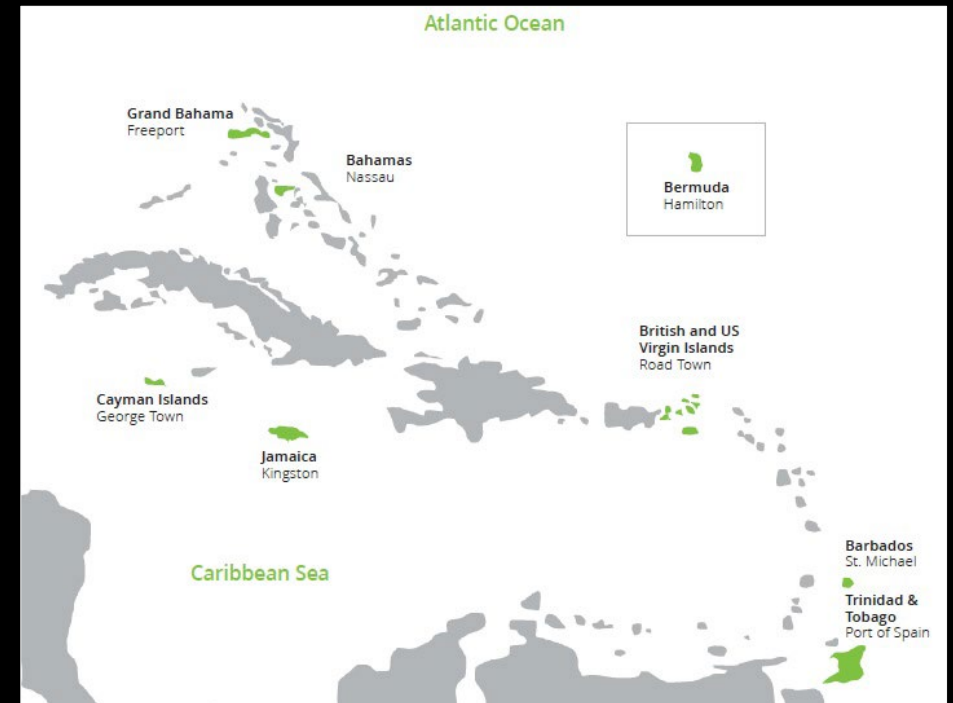 Atlantic Ocean
Grand Bahama
Freeport
Bahamas
Nassau
Bermuda
Hamilton
British and US
Virgin Islands
Road Town
Cayman Islands
George Town
Jamaica
Kingston
Barbados
St. Michael
Caribbean Sea
Trinidad &
Tobago
Port of Spain